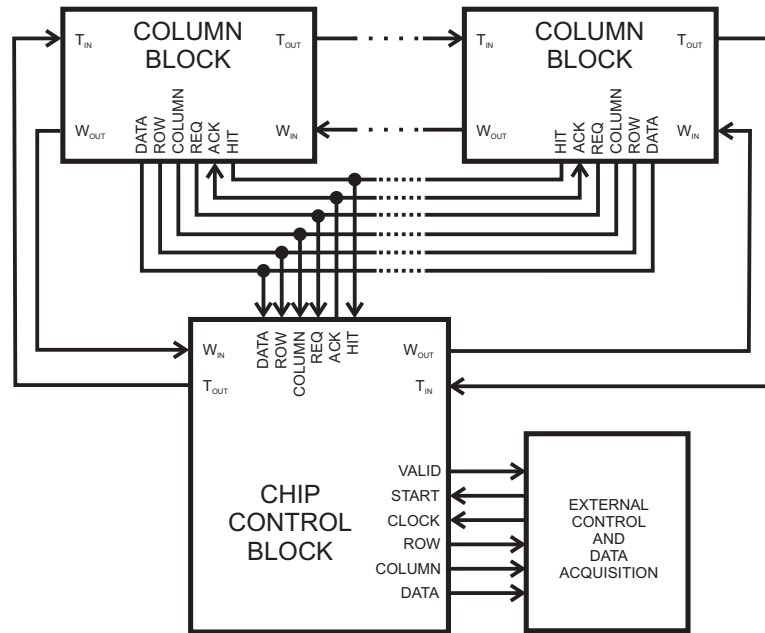 COLUMN
BLOCK
T_IN
T_OUT
W_OUT
W_IN
DATA
ROW
COLUMN
REQ
ACK
HIT
COLUMN
BLOCK
T_IN
T_OUT
W_OUT
W_IN
HIT
ACK
REQ
COLUMN
ROW
DATA
DATA
ROW
COLUMN
REQ
ACK
HIT
W_IN
W_OUT
T_OUT
T_IN
CHIP
CONTROL
BLOCK
VALID
START
CLOCK
ROW
COLUMN
DATA
EXTERNAL
CONTROL
AND
DATA
ACQUISITION